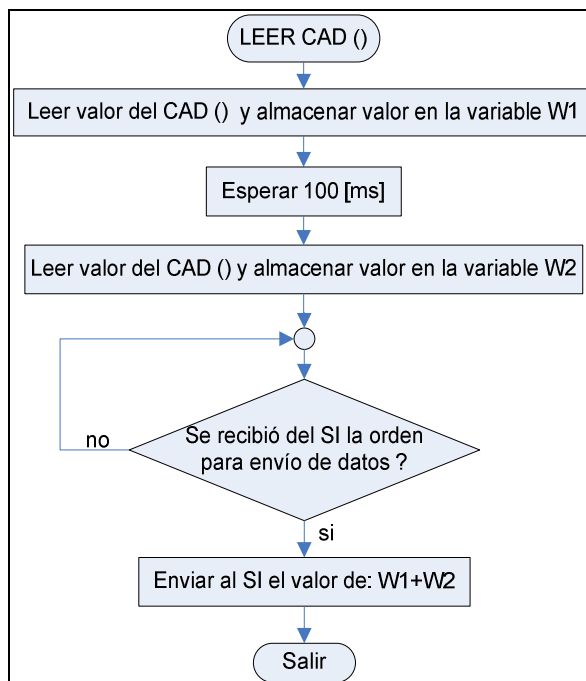 LEER CAD ()
Leer valor del CAD () y almacenar valor en la variable W1
Esperar 100 [ms]
Leer valor del CAD () y almacenar valor en la variable W2
Se recibió del SI la orden
para envío de datos ?
no
si
Enviar al SI el valor de: W1+W2
Salir